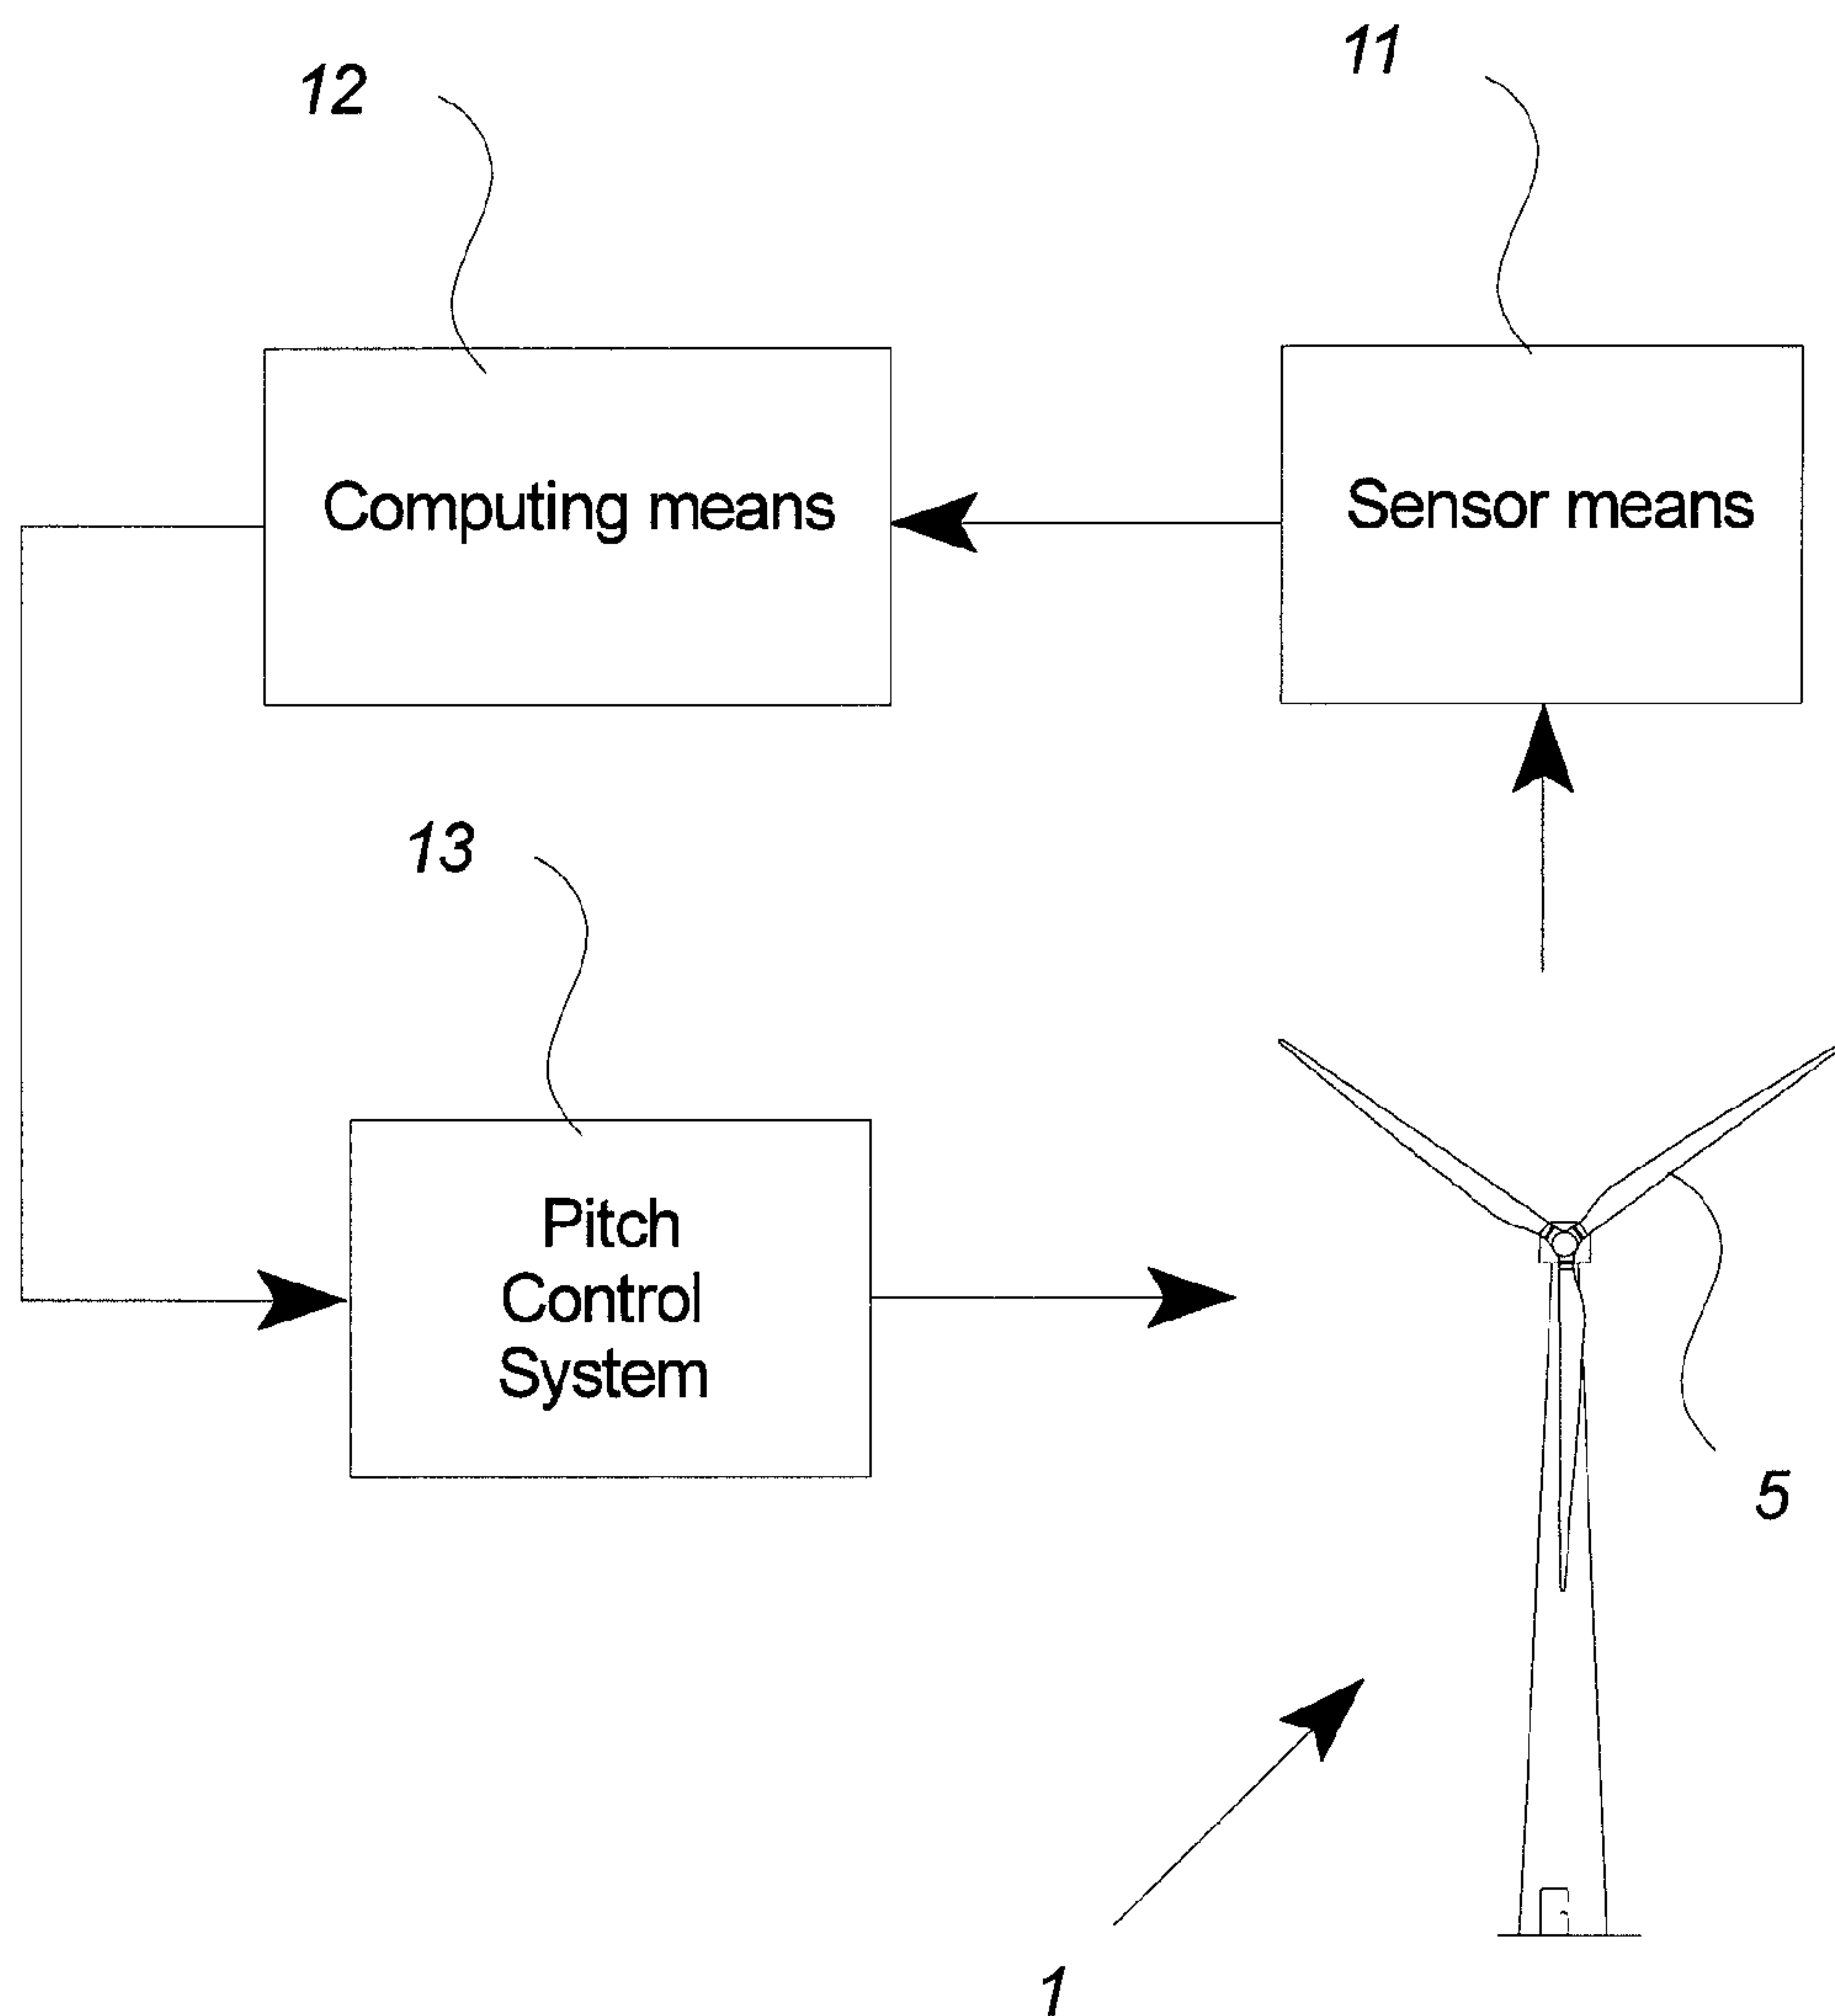 11
12
Computing means
Sensor means
13
Pitch
Control
System
5
1